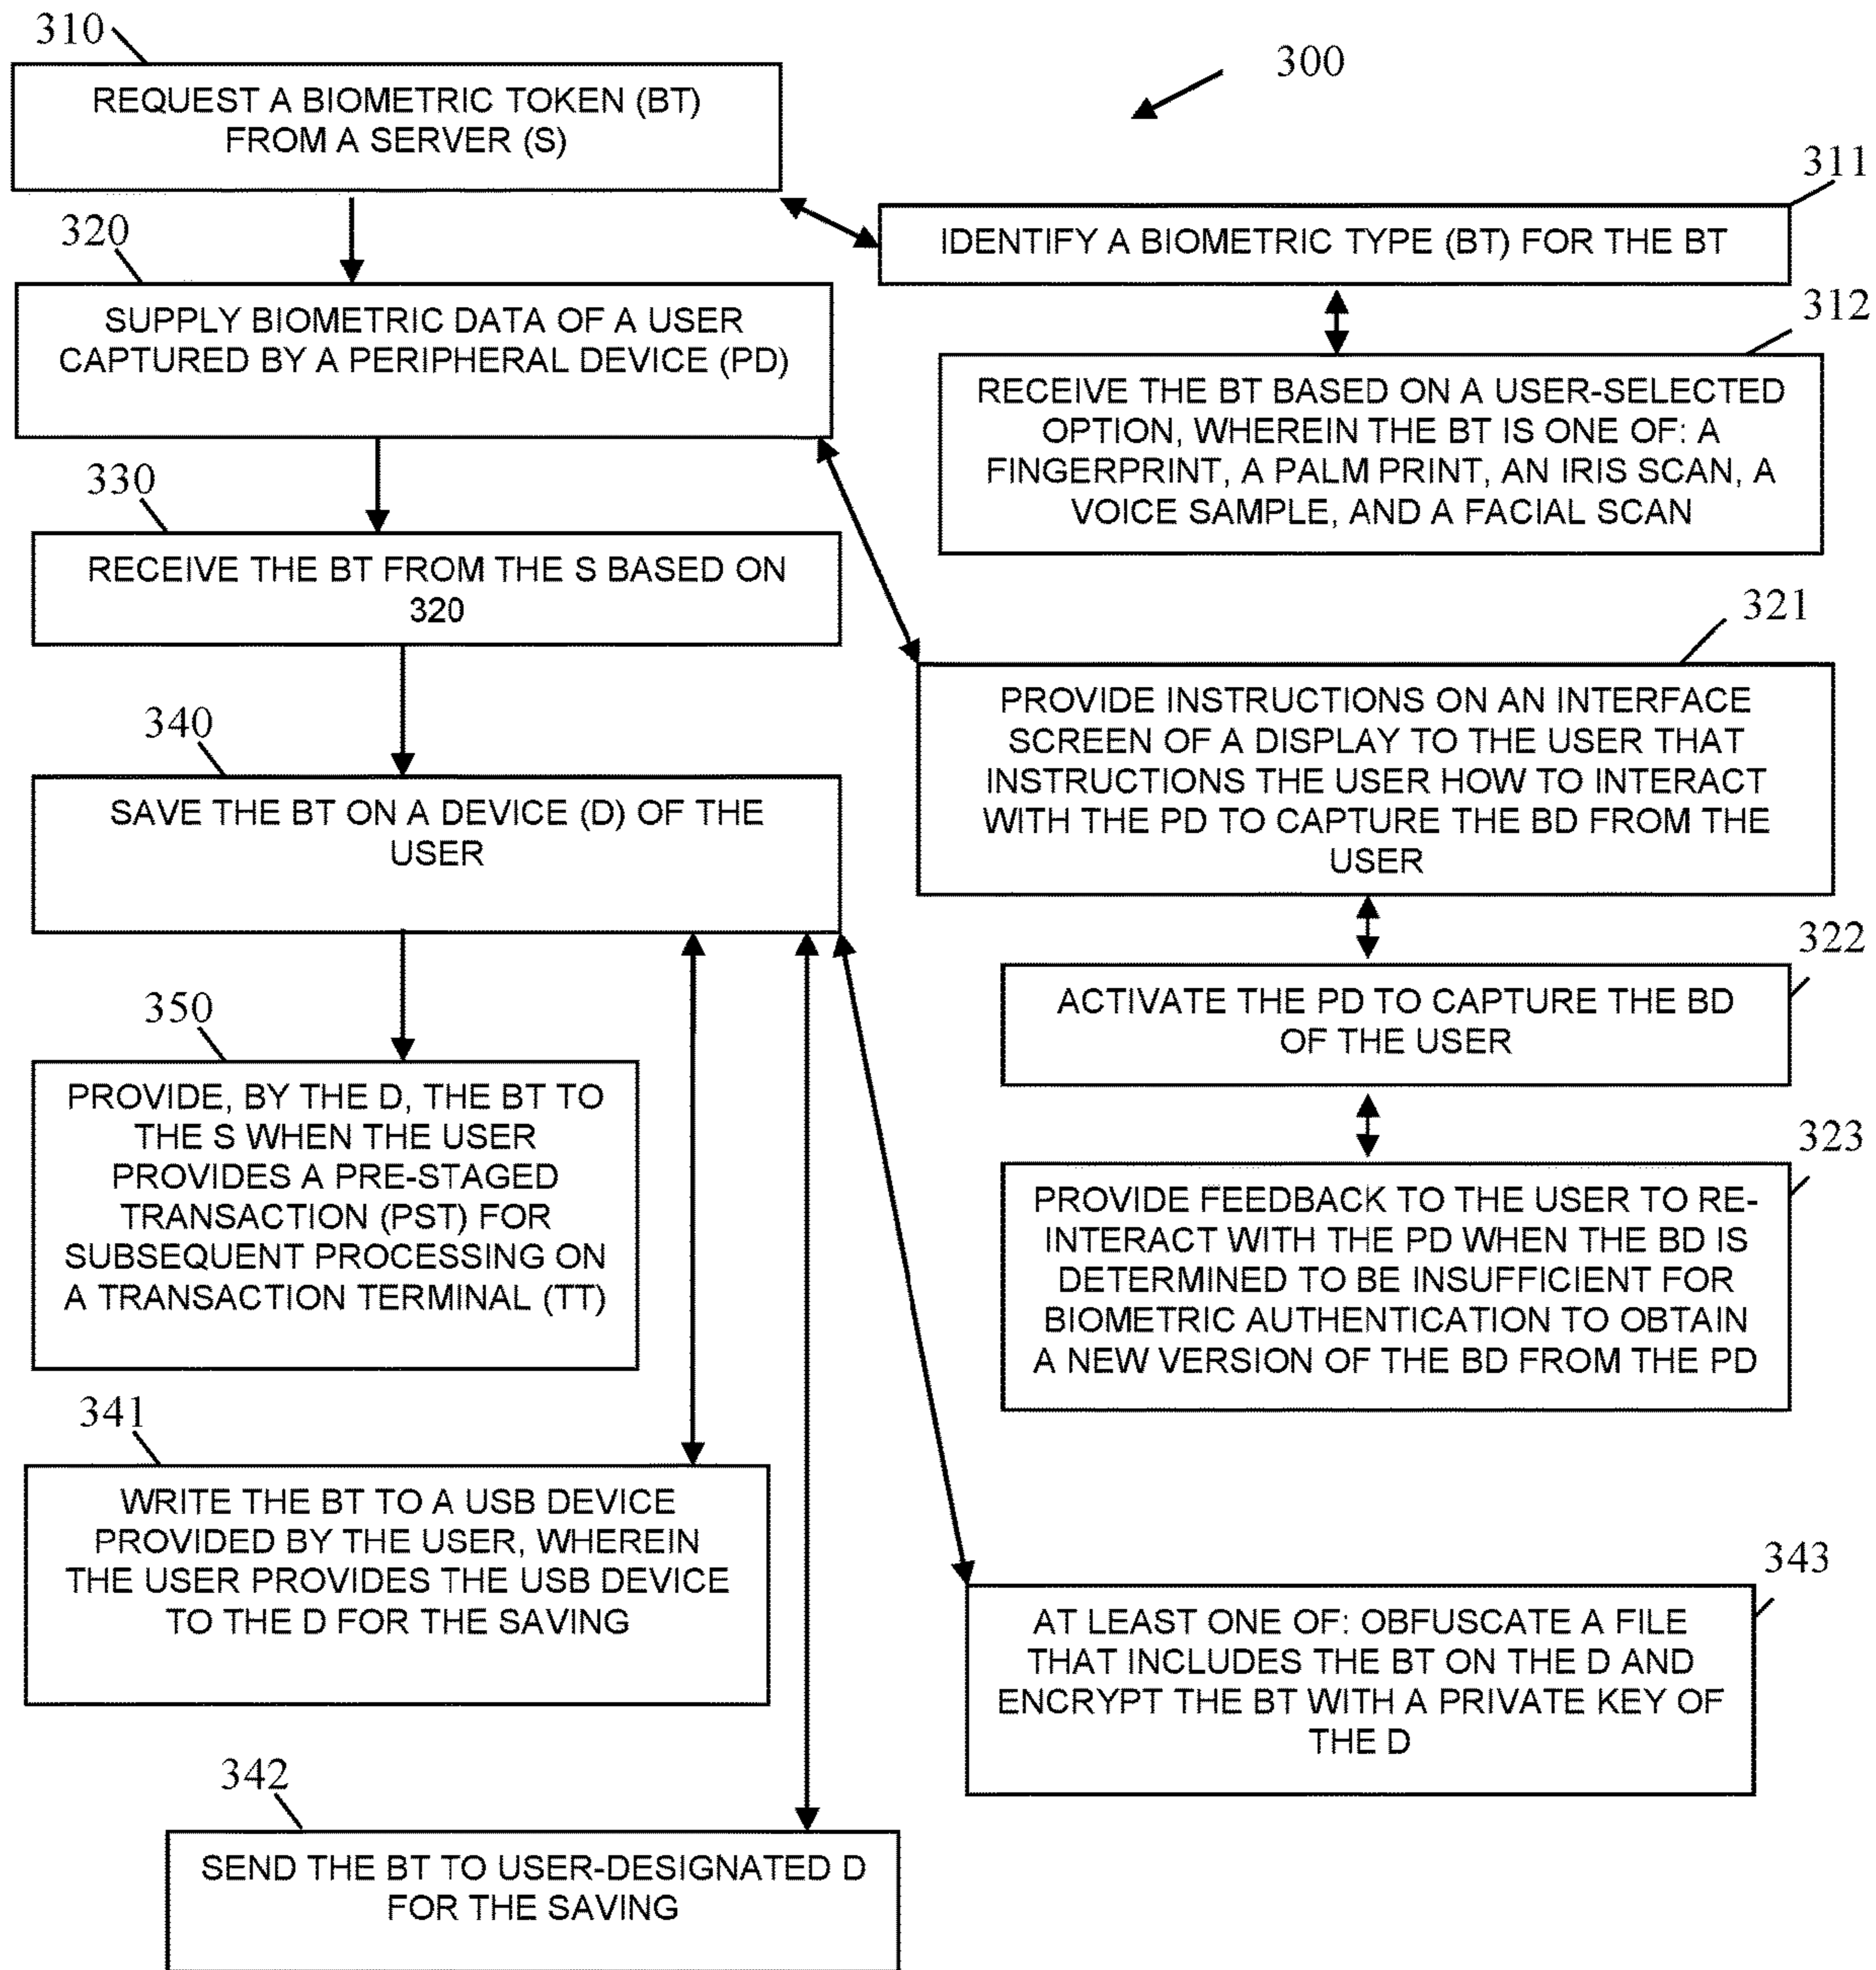 310
300
REQUEST A BIOMETRIC TOKEN (BT)
FROM A SERVER (S)
311
IDENTIFY A BIOMETRIC TYPE (BT) FOR THE BT
320
SUPPLY BIOMETRIC DATA OF A USER
CAPTURED BY A PERIPHERAL DEVICE (PD)
312
RECEIVE THE BT BASED ON A USER-SELECTED
OPTION, WHEREIN THE BT IS ONE OF: A
FINGERPRINT, A PALM PRINT, AN IRIS SCAN, A
VOICE SAMPLE, AND A FACIAL SCAN
330
RECEIVE THE BT FROM THE S BASED ON
320
321
PROVIDE INSTRUCTIONS ON AN INTERFACE
SCREEN OF A DISPLAY TO THE USER THAT
INSTRUCTIONS THE USER HOW TO INTERACT
WITH THE PD TO CAPTURE THE BD FROM THE
USER
340
SAVE THE BT ON A DEVICE (D) OF THE
USER
322
ACTIVATE THE PD TO CAPTURE THE BD
OF THE USER
350
PROVIDE, BY THE D, THE BT TO
THE S WHEN THE USER
PROVIDES A PRE-STAGED
TRANSACTION (PST) FOR
SUBSEQUENT PROCESSING ON
A TRANSACTION TERMINAL (TT)
323
PROVIDE FEEDBACK TO THE USER TO RE-
INTERACT WITH THE PD WHEN THE BD IS
DETERMINED TO BE INSUFFICIENT FOR
BIOMETRIC AUTHENTICATION TO OBTAIN
A NEW VERSION OF THE BD FROM THE PD
341
WRITE THE BT TO A USB DEVICE
PROVIDED BY THE USER, WHEREIN
THE USER PROVIDES THE USB DEVICE
TO THE D FOR THE SAVING
343
AT LEAST ONE OF: OBFUSCATE A FILE
THAT INCLUDES THE BT ON THE D AND
ENCRYPT THE BT WITH A PRIVATE KEY OF
THE D
342
SEND THE BT TO USER-DESIGNATED D
FOR THE SAVING